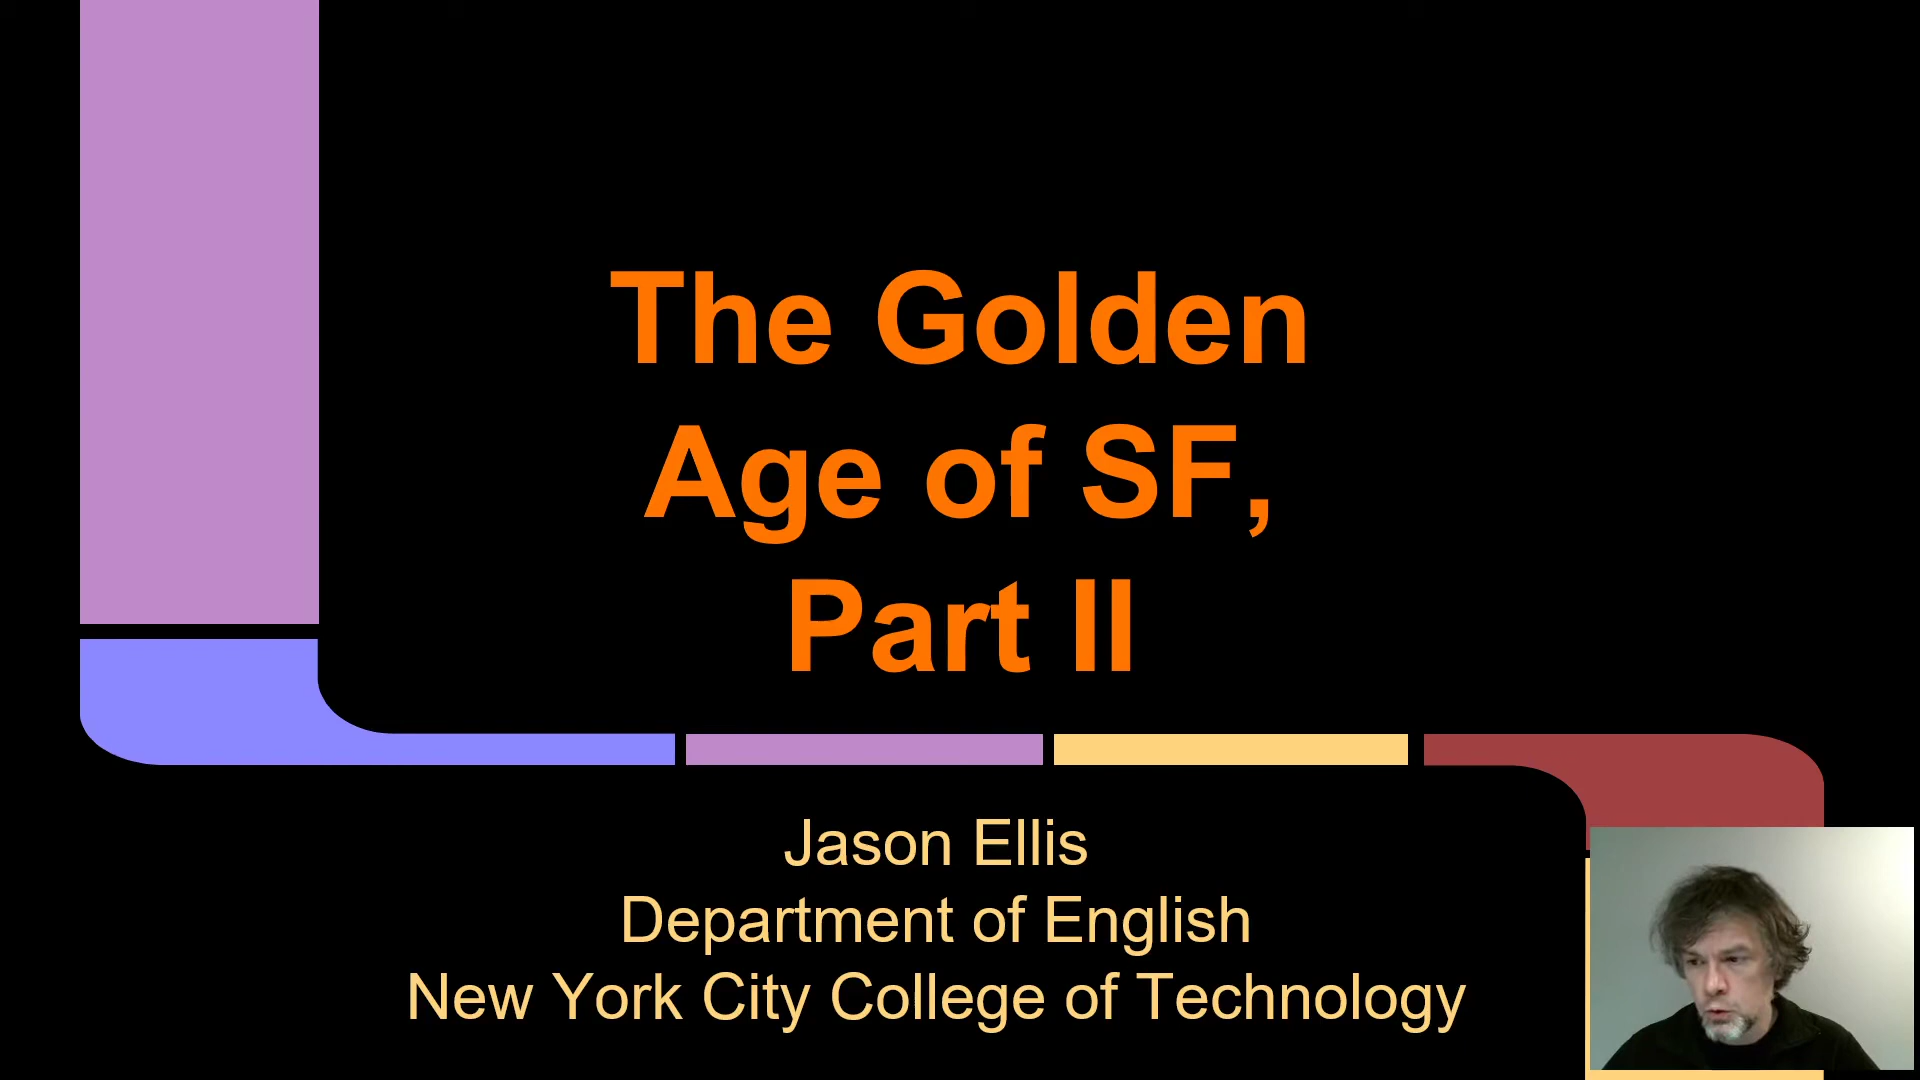 The Golden
Age of SF,
Part II
Jason Ellis
Department of English
New York City College of Technology